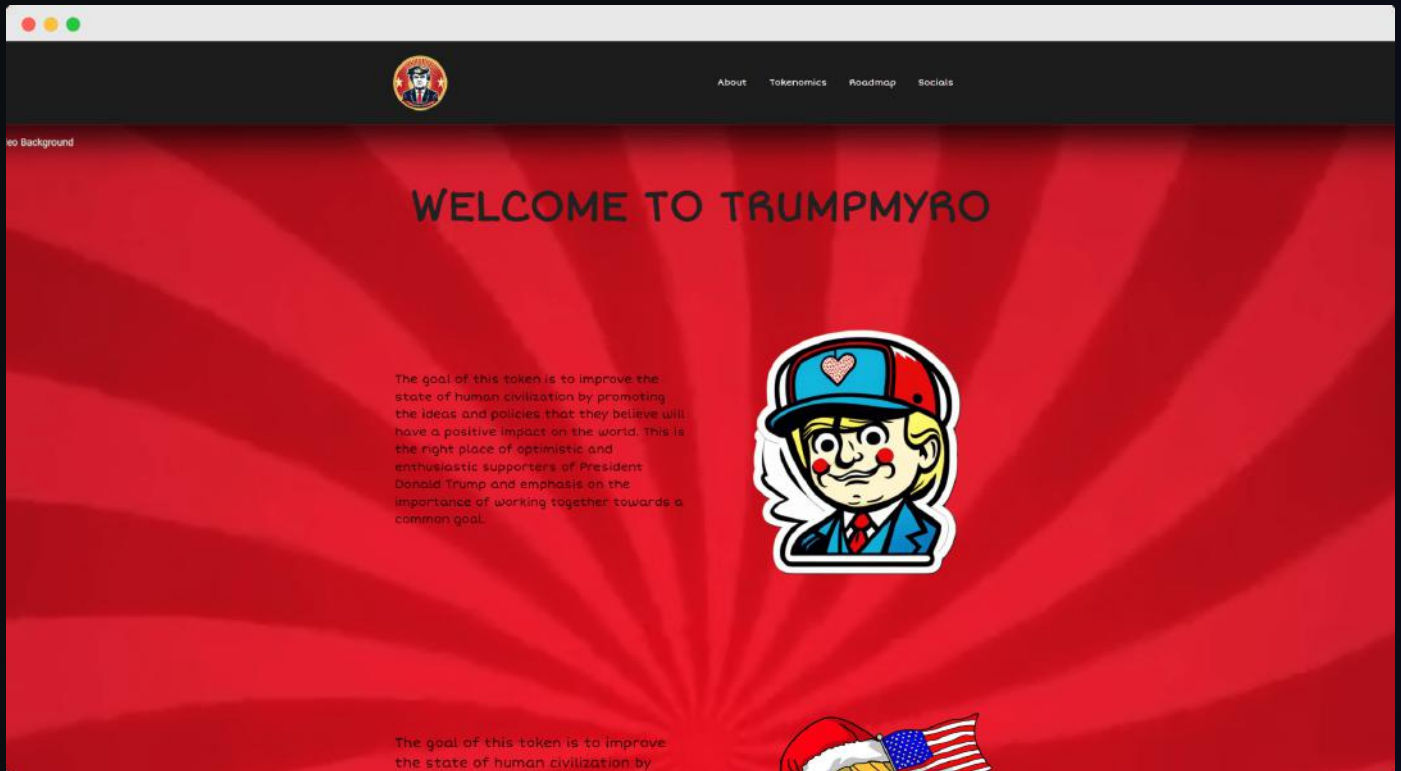 About Tokenomics Roadmap Socials
eo Background
WELCOME TO TRUMPMYRO
The goal of this token is to improve the
state of human civilization by promoting
the ideas and policies that they believe will
have a positive impact on the world. This is
the right place of optimistic and
enthusiastic supporters of President
Donald Trump and emphasis on the
importance of working together towards a
common goal.
The goal of this token is to improve
the state of human civilization by